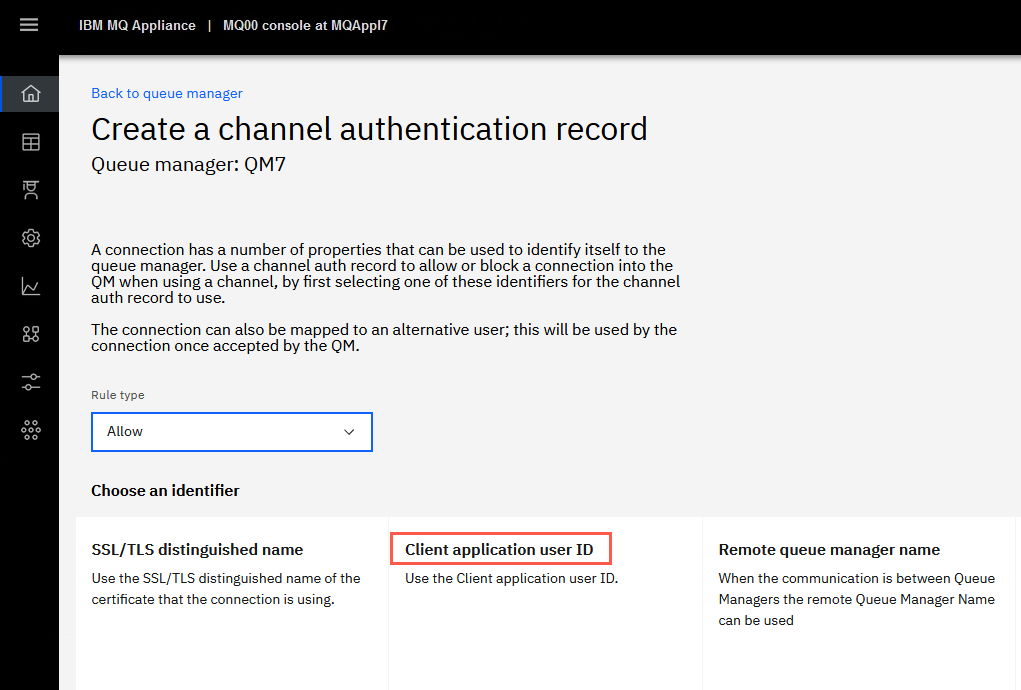 IBM MQ Appliance | MQ00 console at MQAppl7
Back to queue manager
Create a channel authentication record
Queue manager: QM7
A connection has a number of properties that can be used to identify itself to the
queue manager. Use a channel auth record to allow or block a connection into the
QM when using a channel, by first selecting one of these identifiers for the channel
auth record to use.
The connection can also be mapped to an alternative user; this will be used by the
connection once accepted by the QM.
Rule type
Allow
Choose an identifier
SSL/TLS distinguished name
Use the SSL/TLS distinguished name of the
certificate that the connection is using.
Client application user ID
Use the Client application user ID.
Remote queue manager name
When the communication is between Queue
Managers the remote Queue Manager Name
can be used